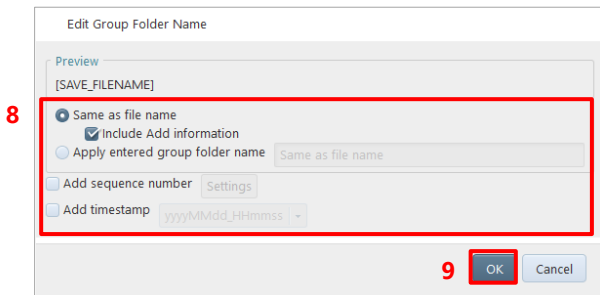 Edit Group Folder Name
Preview
[SAVE_FILENAME]
8
Same as file name
Include Add information
Apply entered group folder name Same as file name
Add sequence number Settings
Add timestamp yyyyMMdd_HHmmss
9 OK Cancel